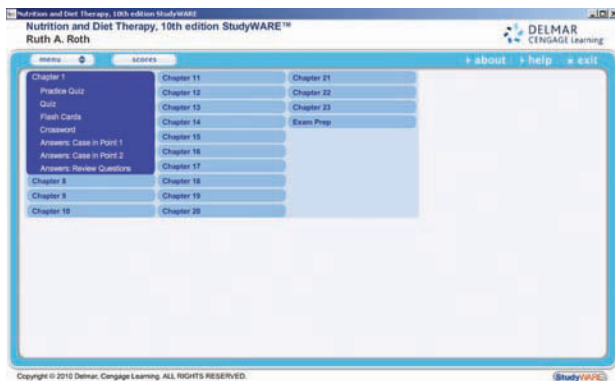 Nutrition and Diet Therapy, 10th edition StudyWARE
Nutrition and Diet Therapy, 10th edition StudyWARE™
Ruth A. Roth
DELMAR
CENGAGE Learning
menu
scores
about
help
exit
Chapter 1
Practice Quiz
Quiz
Flash Cards
Crossword
Answers: Case in Point 1
Answers: Case in Point 2
Answers: Review Questions
Chapter 8
Chapter 9
Chapter 10
Chapter 11
Chapter 12
Chapter 13
Chapter 14
Chapter 15
Chapter 16
Chapter 17
Chapter 18
Chapter 19
Chapter 20
Chapter 21
Chapter 22
Chapter 23
Exam Prep
Copyright © 2010 Delmar, Cengage Learning. ALL RIGHTS RESERVED.
StudyWARE